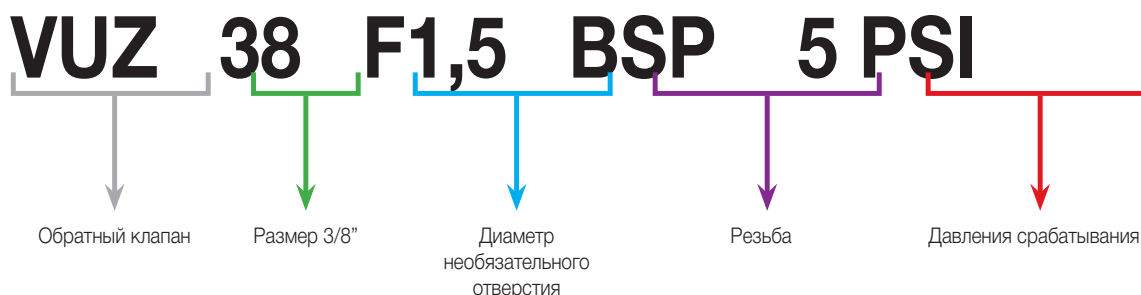 VUZ 38 F1,5 BSP 5 PSI
Обратный клапан
Размер 3/8”
Диаметр
необязательного
отверстия
Резьба
Давления срабатывания